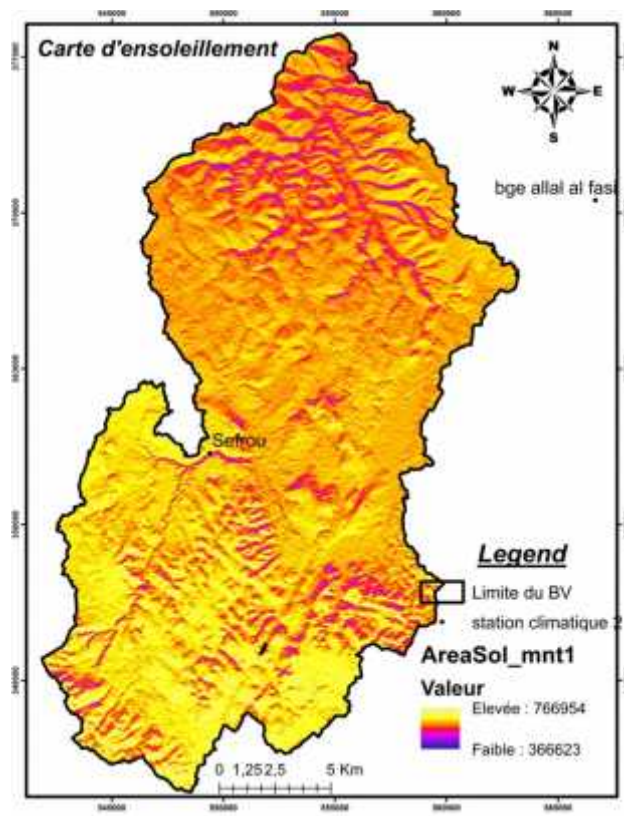 Carte d'ensoleillement
N
W E
S
bge allal al fasi
Sefrou
Legend
Limite du BV
station climatique 2
AreaSol_mnt1
Valeur
Elevée : 766954
Faible : 366623
0 1,25 2,5 5 Km